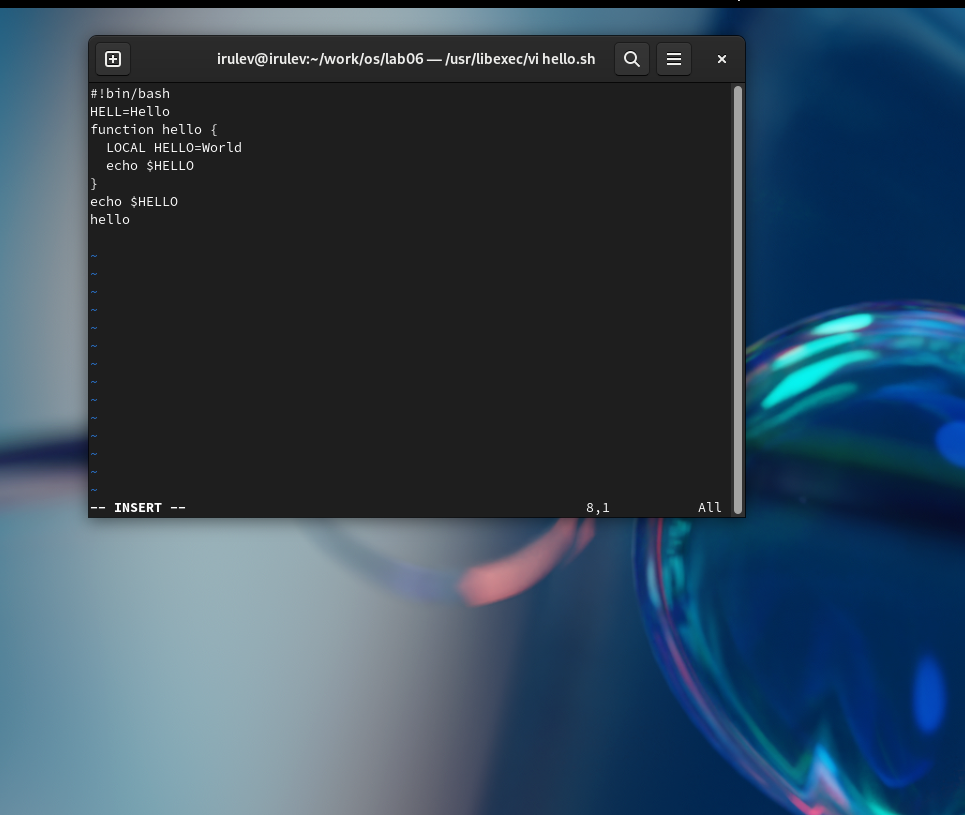 irulev@irulev:~/work/os/lab06 — /usr/libexec/vi hello.sh
#!bin/bash
HELL=Hello
function hello {
  LOCAL HELLO=World
  echo $HELLO
}
echo $HELLO
hello
~
~
~
~
~
~
~
~
~
~
~
~
~
~
-- INSERT -- 8,1 All